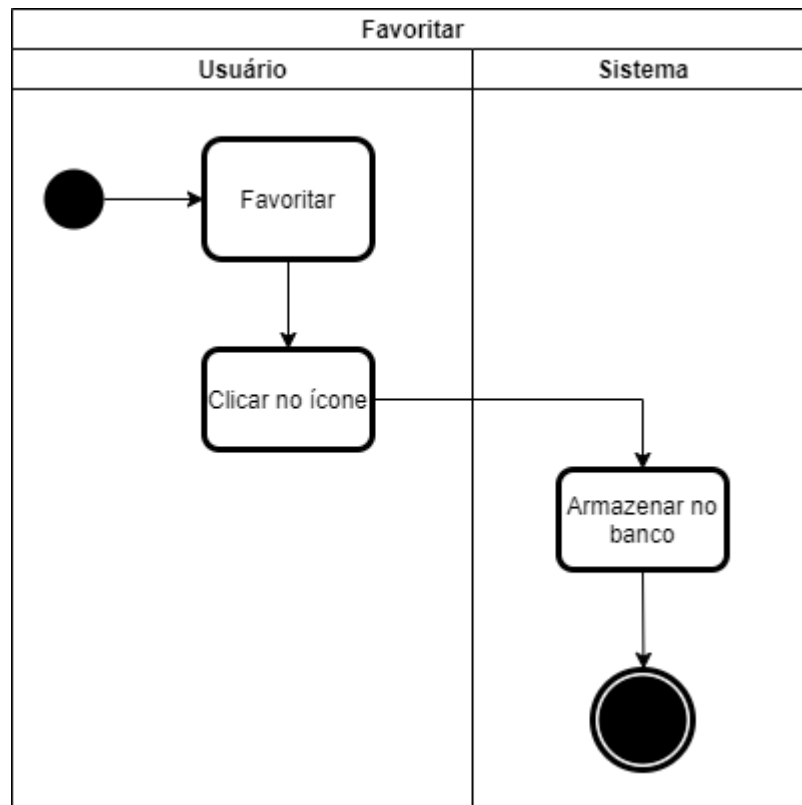 Favoritar
Usuário
Sistema
Favoritar
Clicar no ícone
Armazenar no
banco